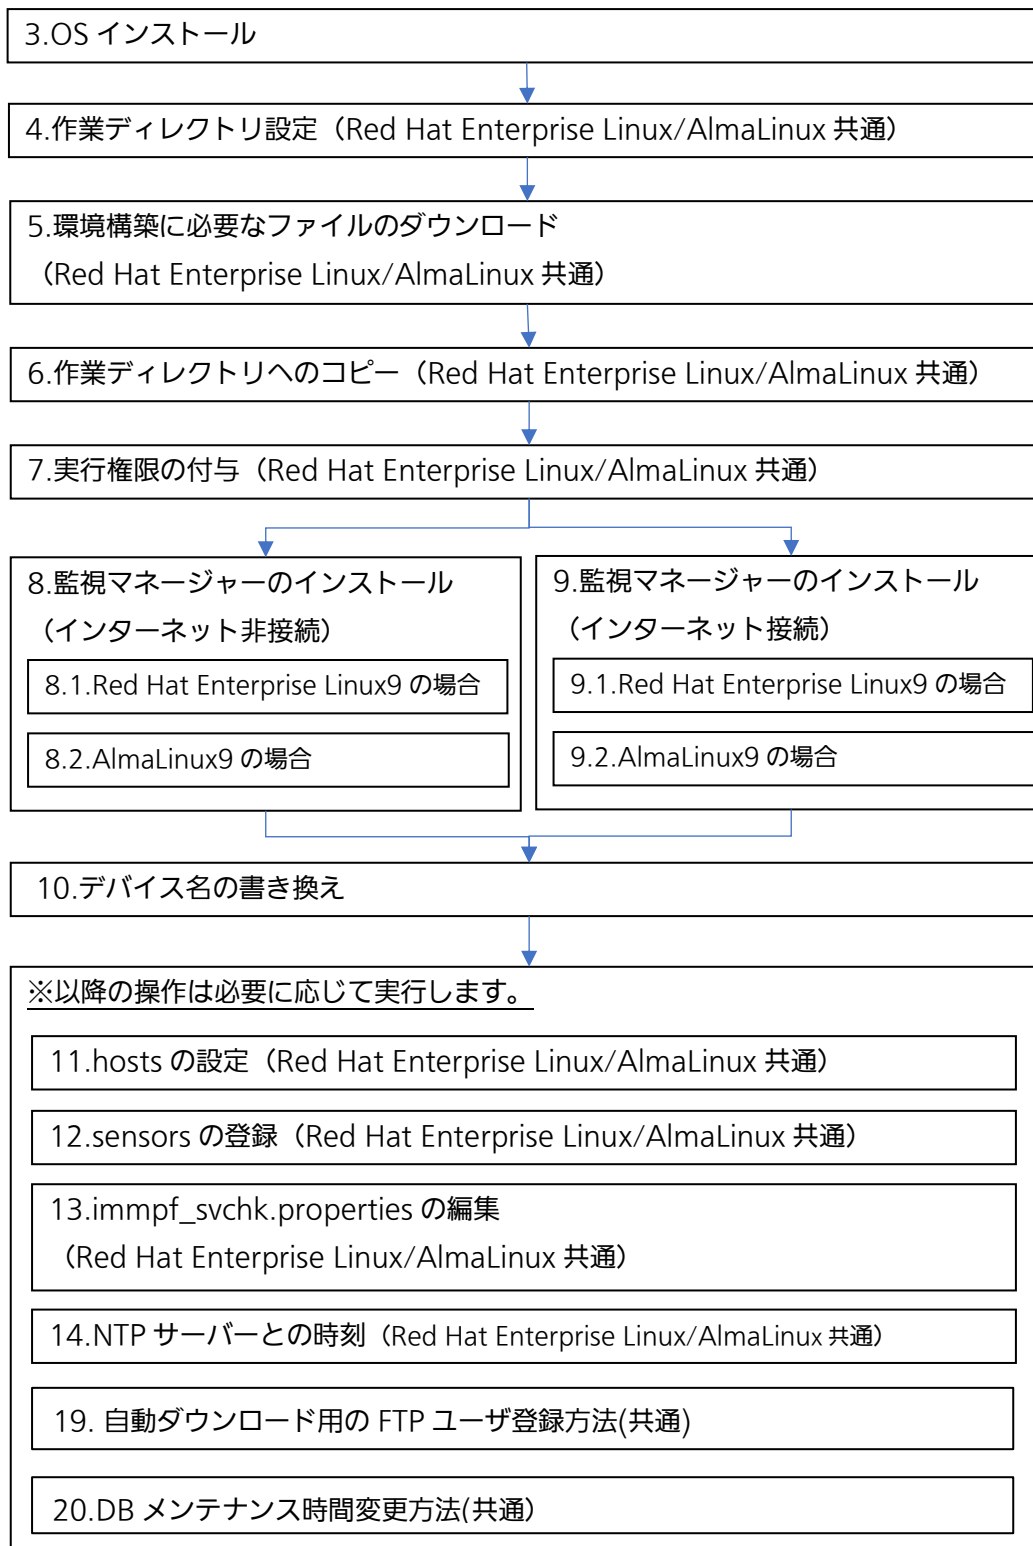 3.OS インストール
4.作業ディレクトリ設定（Red Hat Enterprise Linux/AlmaLinux 共通）
5.環境構築に必要なファイルのダウンロード
（Red Hat Enterprise Linux/AlmaLinux 共通）
6.作業ディレクトリへのコピー（Red Hat Enterprise Linux/AlmaLinux 共通）
7.実行権限の付与（Red Hat Enterprise Linux/AlmaLinux 共通）
8.監視マネージャーのインストール
（インターネット非接続）
8.1.Red Hat Enterprise Linux9 の場合
8.2.AlmaLinux9 の場合
9.監視マネージャーのインストール
（インターネット接続）
9.1.Red Hat Enterprise Linux9 の場合
9.2.AlmaLinux9 の場合
10.デバイス名の書き換え
※以降の操作は必要に応じて実行します。
11.hosts の設定（Red Hat Enterprise Linux/AlmaLinux 共通）
12.sensors の登録（Red Hat Enterprise Linux/AlmaLinux 共通）
13.immpf_svchk.properties の編集
（Red Hat Enterprise Linux/AlmaLinux 共通）
14.NTP サーバーとの時刻（Red Hat Enterprise Linux/AlmaLinux 共通）
19. 自動ダウンロード用の FTP ユーザ登録方法(共通)
20.DB メンテナンス時間変更方法(共通）